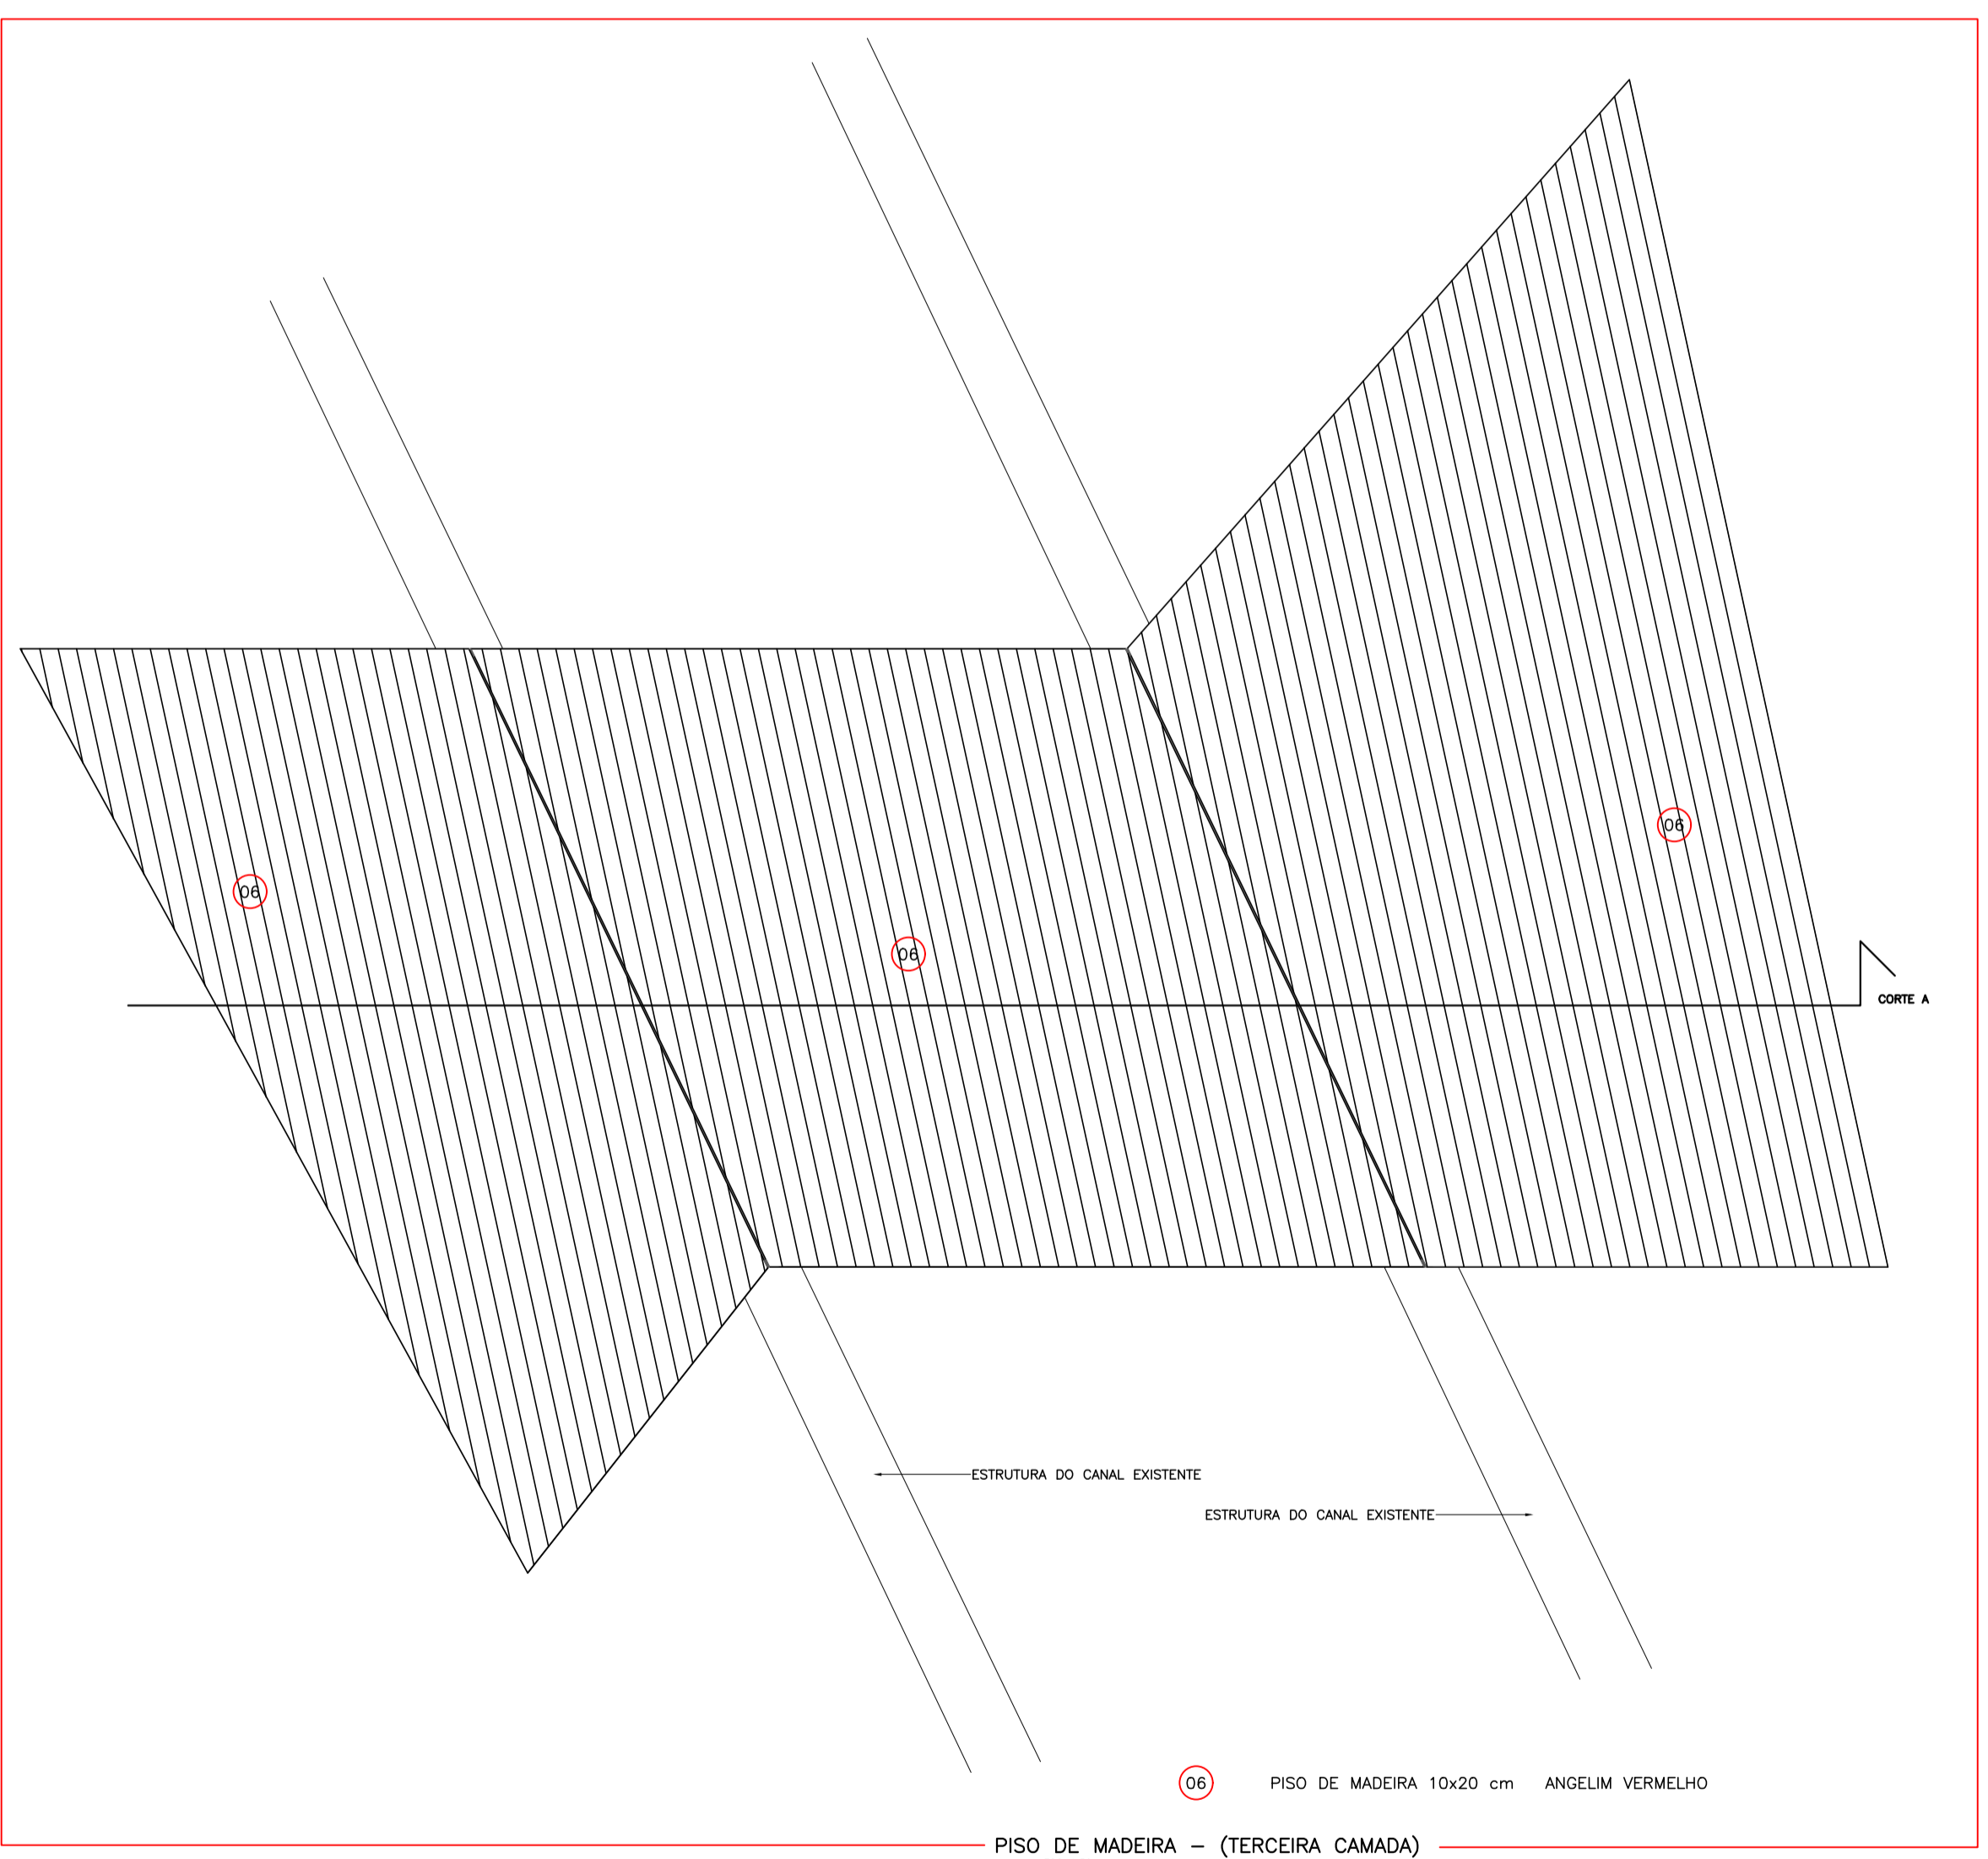 06
06
06
CORTE A
ESTRUTURA DO CANAL EXISTENTE
ESTRUTURA DO CANAL EXISTENTE
06 PISO DE MADEIRA 10x20 cm ANGELIM VERMELHO
PISO DE MADEIRA – (TERCEIRA CAMADA)